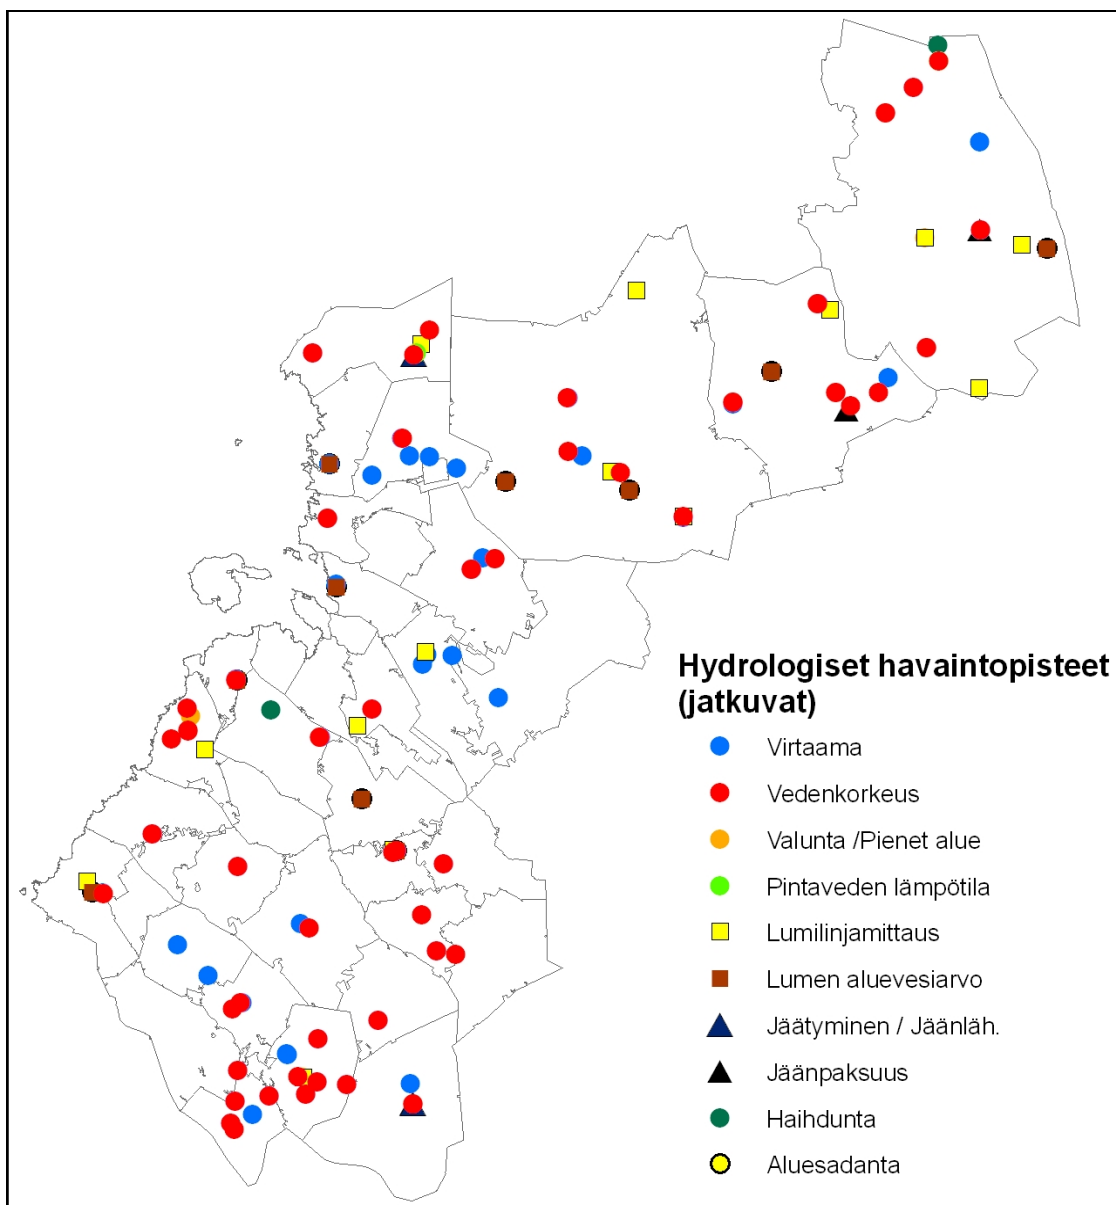 Hydrologiset havaintopisteet
(jatkuvat)
Virtaama
Vedenkorkeus
Valunta /Pienet alue
Pintaveden lämpötila
Lumilinjamittaus
Lumen aluevesiarvo
Jäätyminen / Jäänläh.
Jäänpaksuus
Haihdunta
Aluesadanta